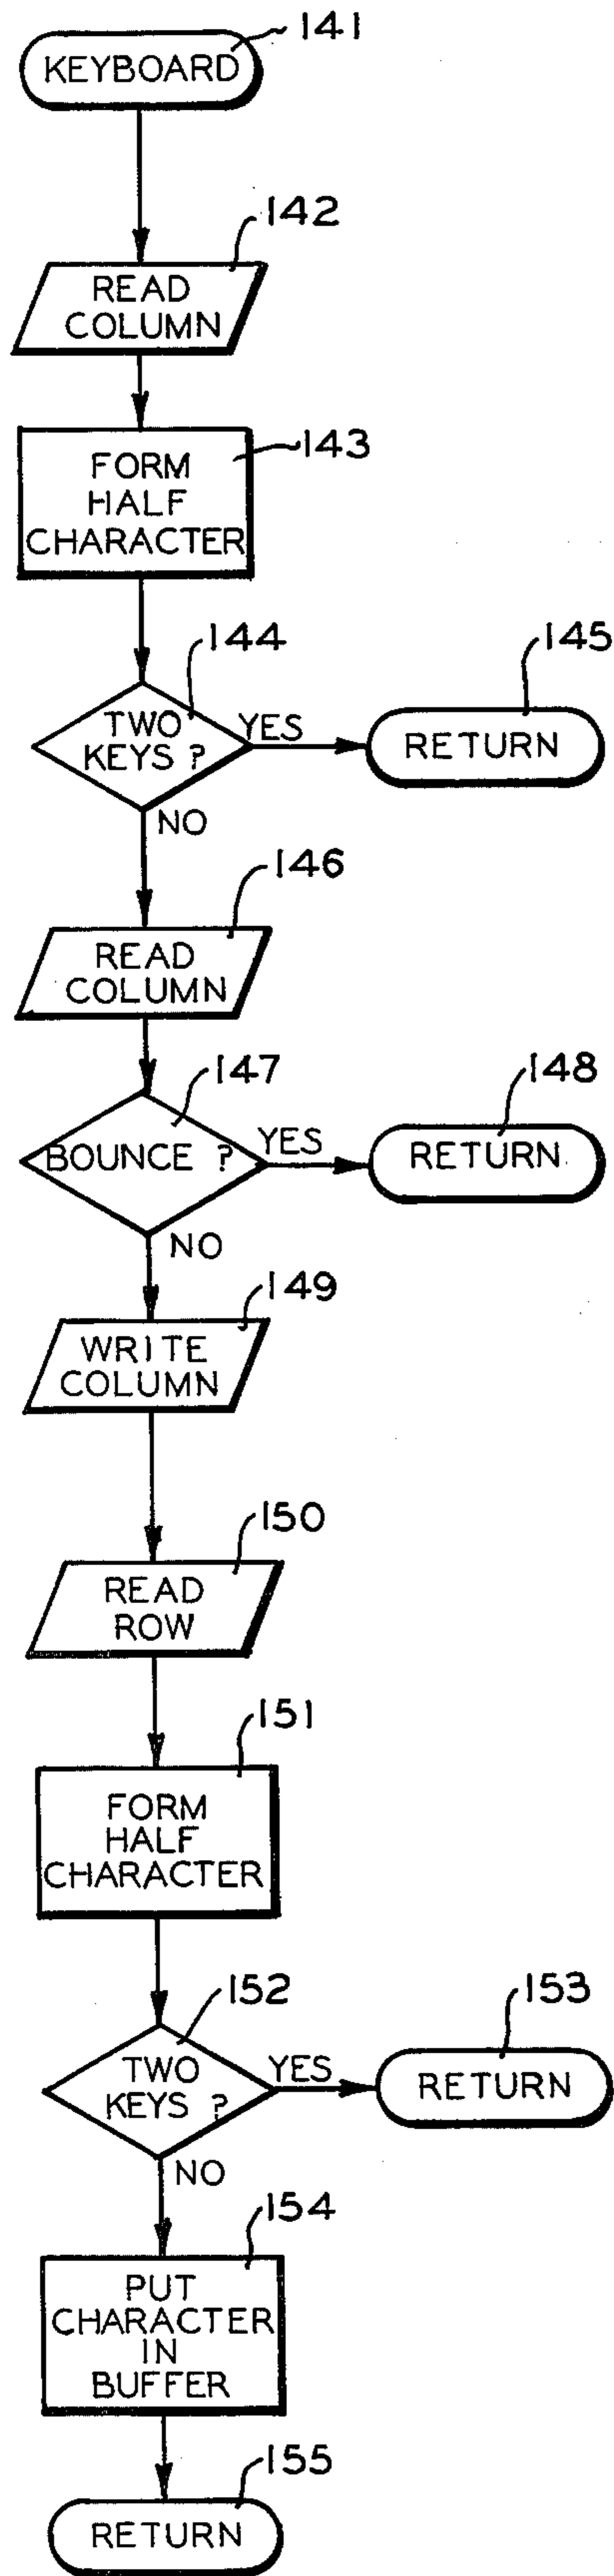 141
KEYBOARD
142
READ
COLUMN
143
FORM
HALF
CHARACTER
144
145
TWO
KEYS ?
YES
RETURN
NO
146
READ
COLUMN
147
148
BOUNCE ?
YES
RETURN
NO
149
WRITE
COLUMN
150
READ
ROW
151
FORM
HALF
CHARACTER
152
153
TWO
KEYS ?
YES
RETURN
NO
154
PUT
CHARACTER
IN
BUFFER
155
RETURN